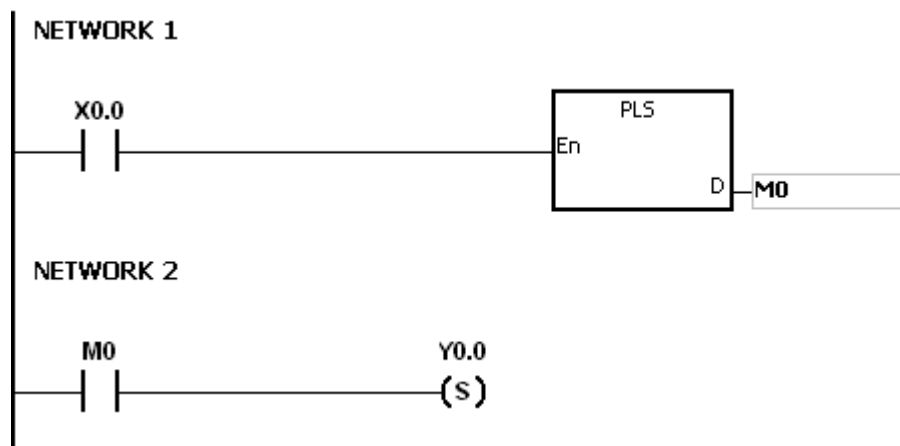 NETWORK 1
X0.0
PLS
En
D
M0
NETWORK 2
M0 Y0.0
(S)